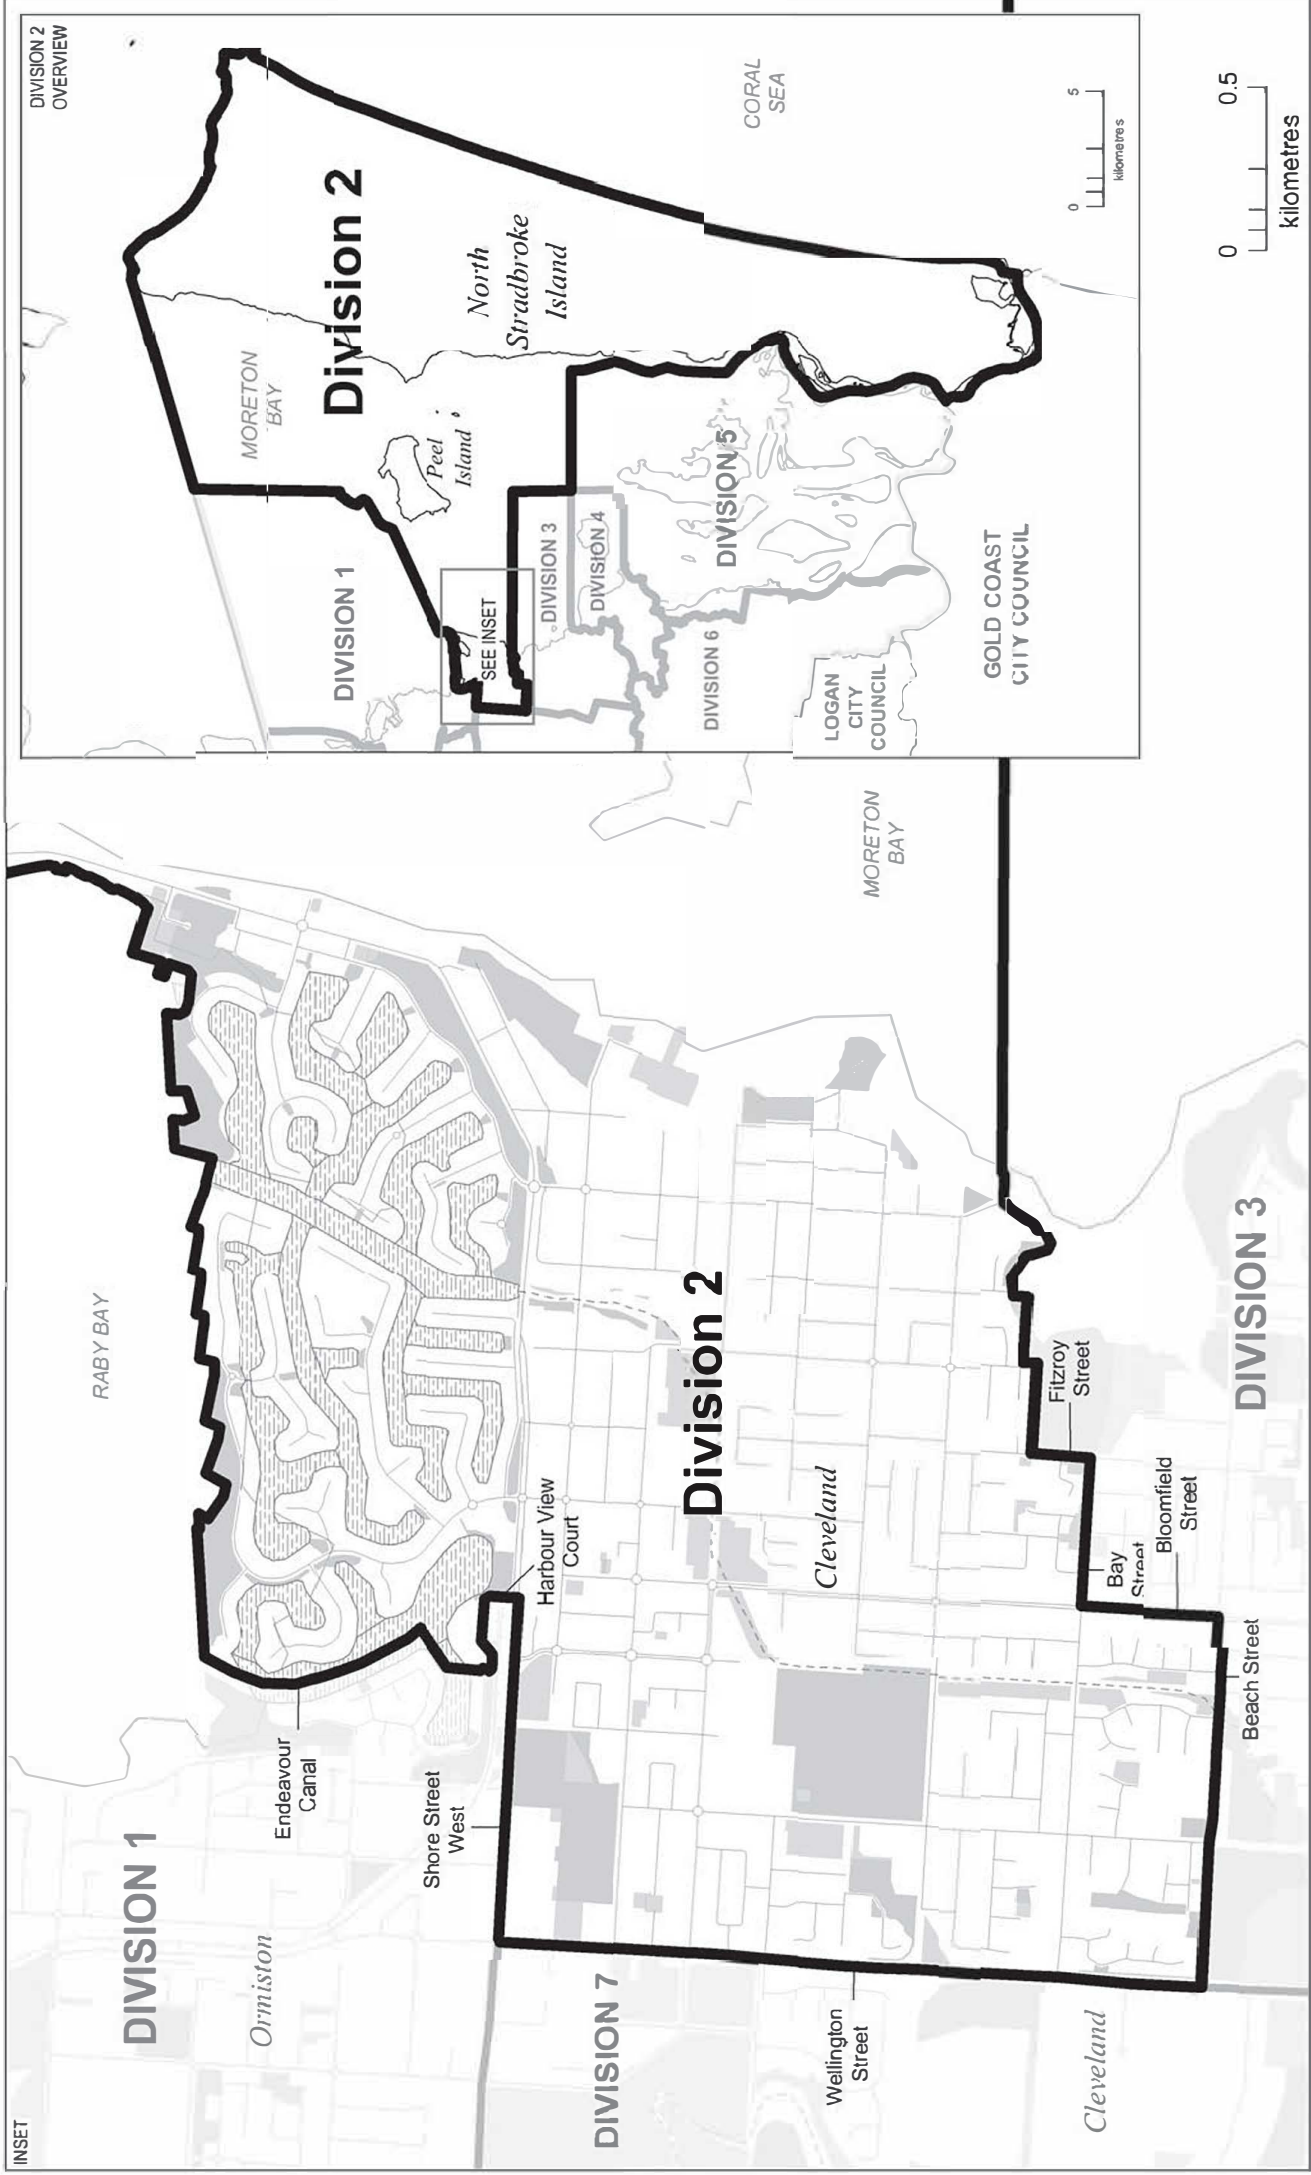 INSET
DIVISION 1
Ormiston
RABY BAY
Endeavour
Canal
Shore Street
West
Harbour View
Court
DIVISION 7
Division 2
Cleveland
Wellington
Street
Cleveland
MORETON
BAY
Fitzroy
Street
Bay
Street
Bloomfield
Street
Beach Street
DIVISION 3
DIVISION 2
OVERVIEW
MORETON
BAY
Division 2
North
Stradbroke
Island
Peel
Island
CORAL
SEA
DIVISION 1
SEE INSET
DIVISION 3
DIVISION 4
DIVISION 5
DIVISION 6
LOGAN
CITY
COUNCIL
GOLD COAST
CITY COUNCIL
0 5
kilometres
0 0.5
kilometres